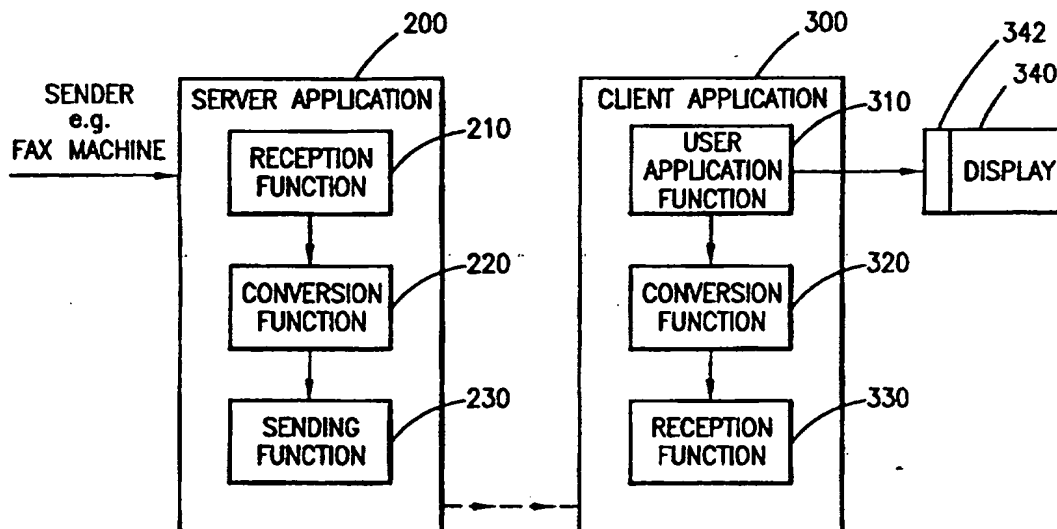 200
300
342
340
SENDER
e.g.
FAX MACHINE
SERVER APPLICATION
210
RECEPTION
FUNCTION
220
CONVERSION
FUNCTION
230
SENDING
FUNCTION
CLIENT APPLICATION
310
USER
APPLICATION
FUNCTION
DISPLAY
320
CONVERSION
FUNCTION
330
RECEPTION
FUNCTION